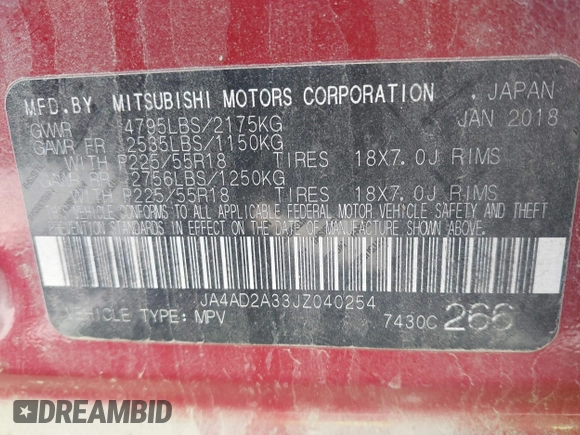 MFD.BY MITSUBISHI MOTORS CORPORATION . JAPAN
GVWR 4795LBS/2175KG JAN 2018
GAWR FR 2535LBS/1150KG
WITH P225/55R18 TIRES 18X7.0J RIMS
GAWR RR 2756LBS/1250KG
WITH P225/55R18 TIRES 18X7.0J RIMS
VEHICLE CONFORMS TO ALL APPLICABLE FEDERAL MOTOR VEHICLE SAFETY AND THEFT
PREVENTION STANDARDS IN EFFECT ON THE DATE OF MANUFACTURE SHOWN ABOVE.
JA4AD2A33JZ040254
VEHICLE TYPE: MPV 7430C 266
DREAMBID